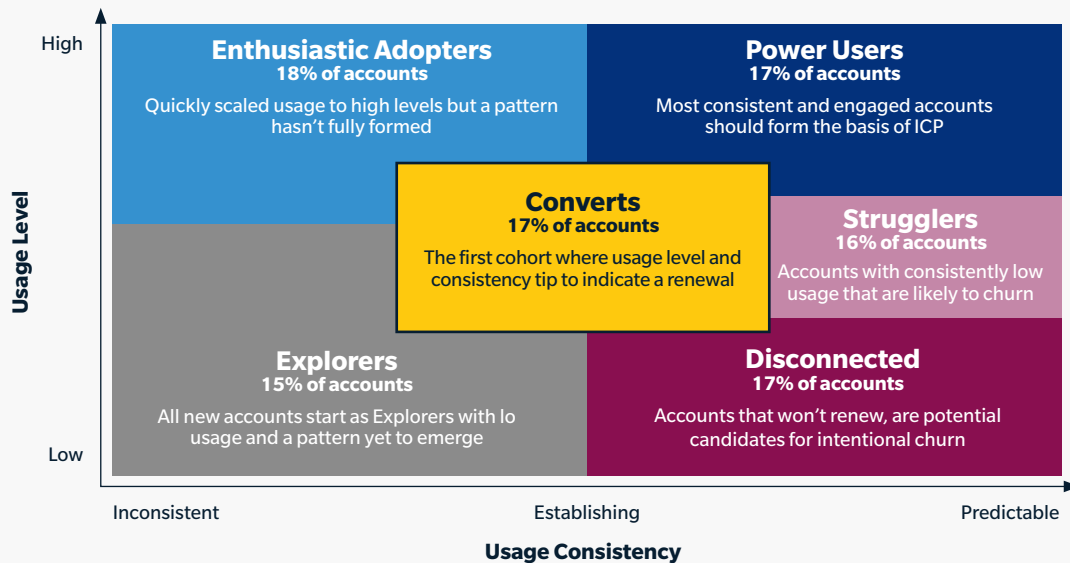 High
Enthusiastic Adopters
18% of accounts
Quickly scaled usage to high levels but a pattern
hasn't fully formed
Power Users
17% of accounts
Most consistent and engaged accounts
should form the basis of ICP
Usage Level
Converts
17% of accounts
The first cohort where usage level and
consistency tip to indicate a renewal
Strugglers
16% of accounts
Accounts with consistently low
usage that are likely to churn
Explorers
15% of accounts
All new accounts start as Explorers with lo
usage and a pattern yet to emerge
Disconnected
17% of accounts
Accounts that won't renew, are potential
candidates for intentional churn
Low
Inconsistent
Establishing
Predictable
Usage Consistency